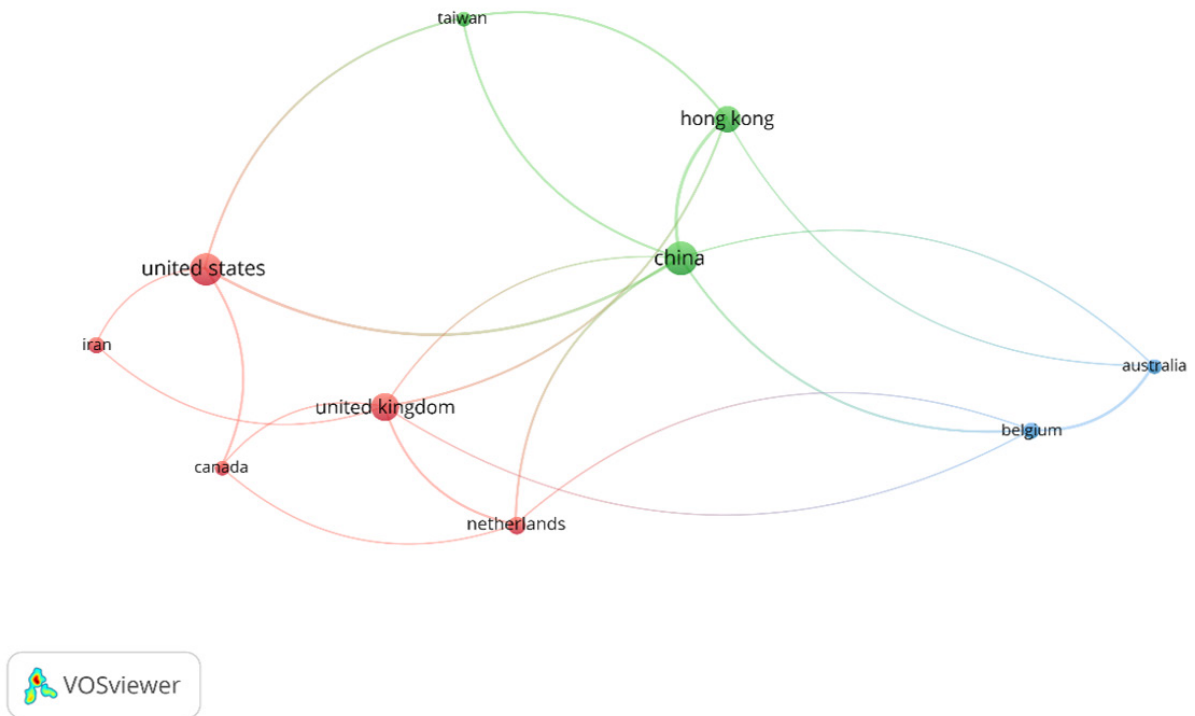 taiwan
hong kong
china
united states
iran
australia
united kingdom
belgium
canada
netherlands
VOSviewer